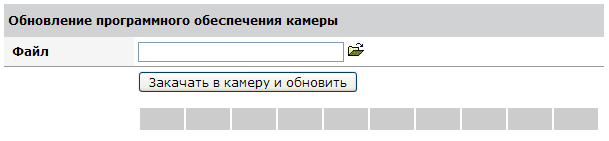 Обновление программного обеспечения камеры
Файл
Закачать в камеру и обновить